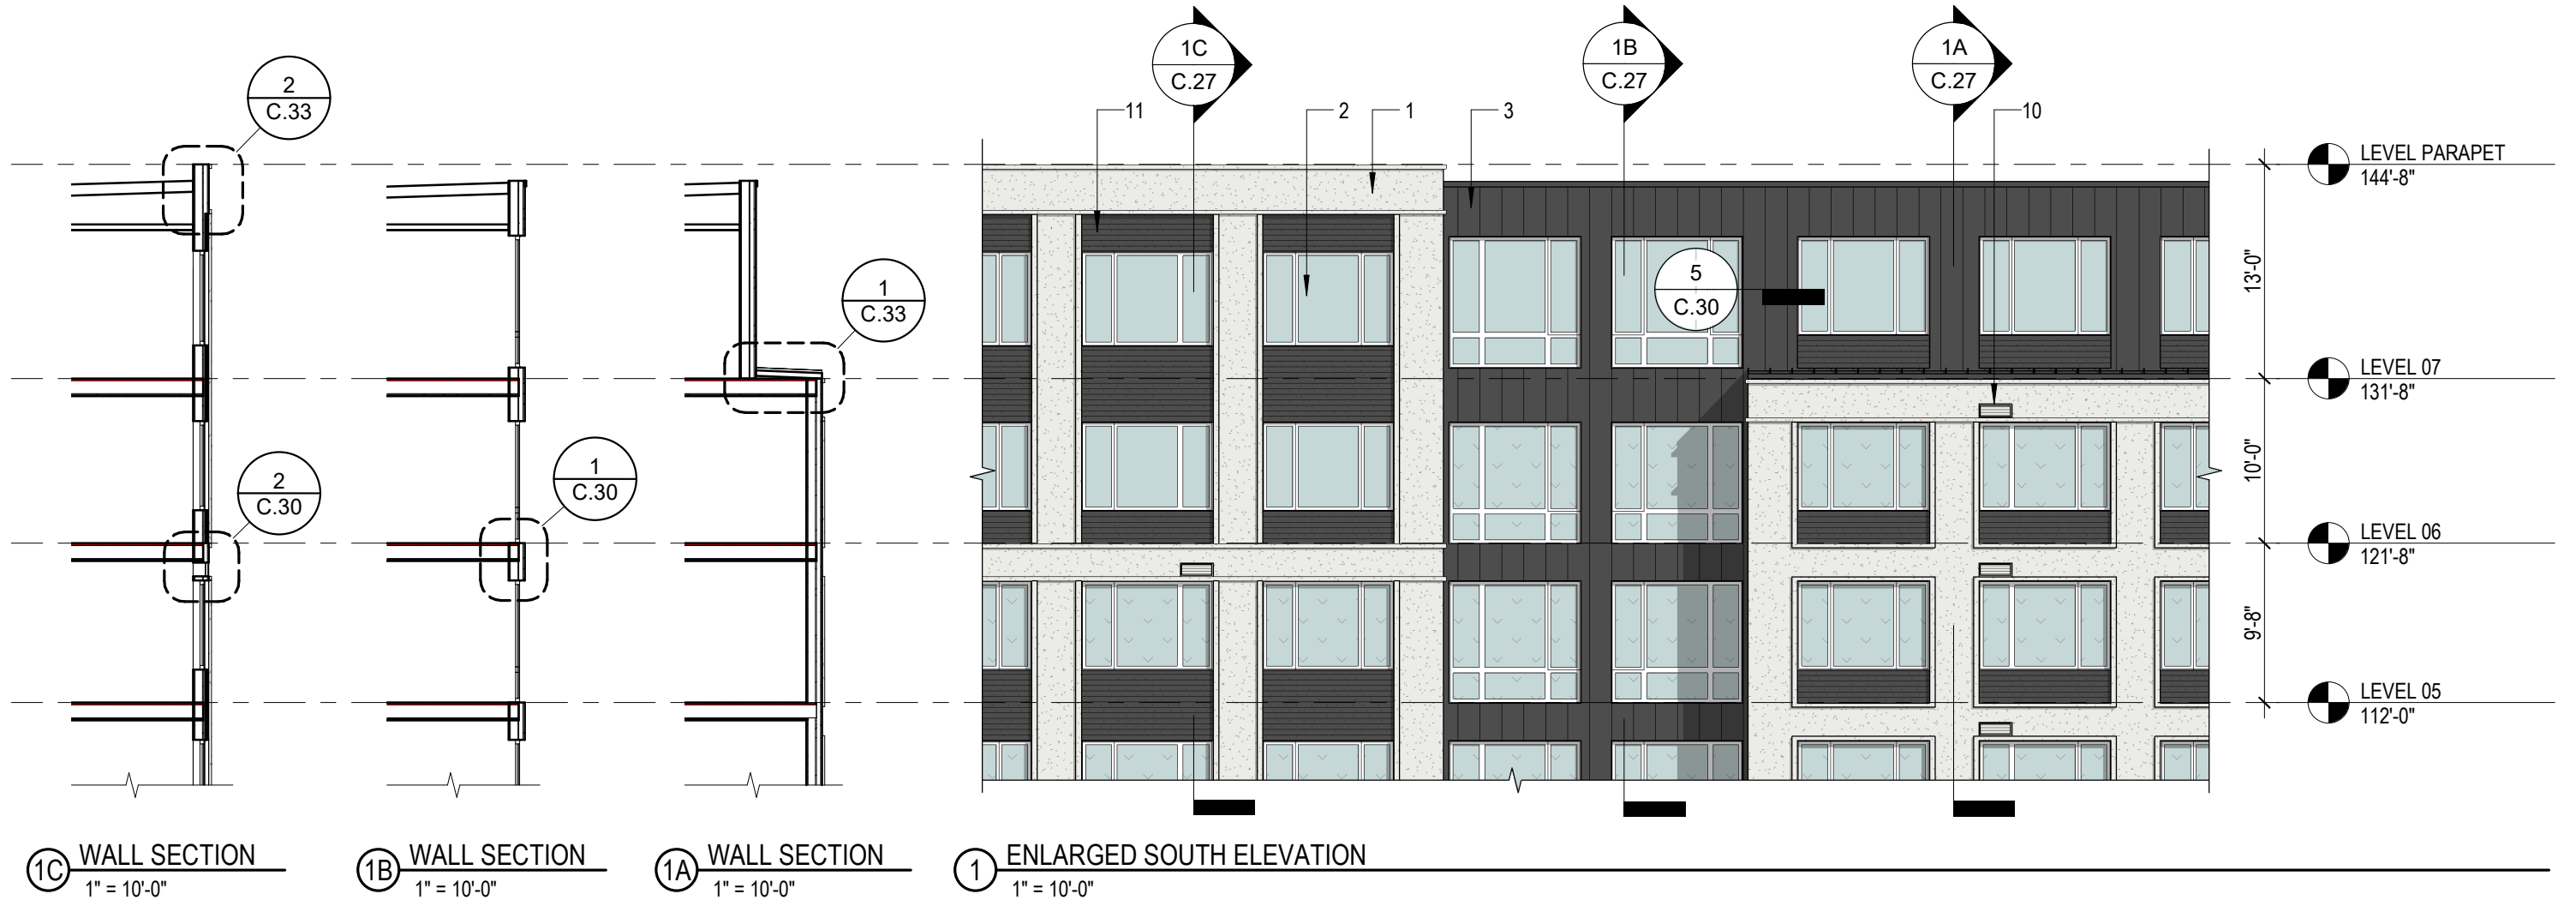 2
C.33
1
C.33
2
C.30
1
C.30
1C
C.27
1B
C.27
1A
C.27
11
2
1
3
10
5
C.30
LEVEL PARAPET
144'-8"
13'-0"
LEVEL 07
131'-8"
10'-0"
LEVEL 06
121'-8"
9'-8"
LEVEL 05
112'-0"
1C WALL SECTION
1" = 10'-0"
1B WALL SECTION
1" = 10'-0"
1A WALL SECTION
1" = 10'-0"
1 ENLARGED SOUTH ELEVATION
1" = 10'-0"